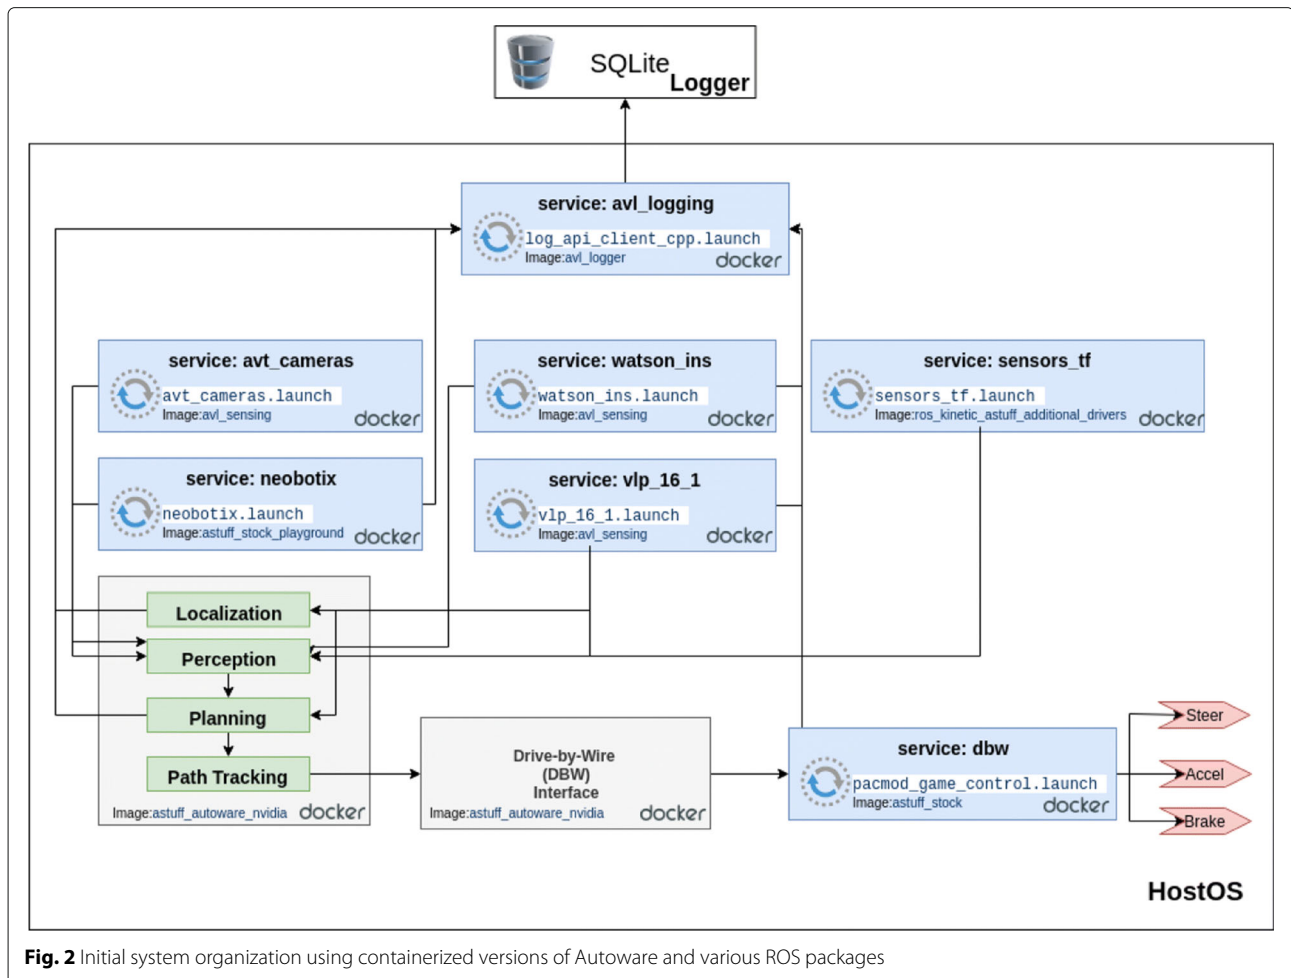 SQLite
Logger
service: avl_logging
log_api_client_cpp.launch
Image:avl_logger
docker
service: avt_cameras
avt_cameras.launch
Image:avl_sensing
docker
service: watson_ins
watson_ins.launch
Image:avl_sensing
docker
service: sensors_tf
sensors_tf.launch
Image:ros_kinetic_astuff_additional_drivers
docker
service: neobotix
neobotix.launch
Image:astuff_stock_playground
docker
service: vlp_16_1
vlp_16_1.launch
Image:avl_sensing
docker
Localization
Perception
Planning
Path Tracking
Image:astuff_autoware_nvidia
docker
Drive-by-Wire
(DBW)
Interface
Image:astuff_autoware_nvidia
docker
service: dbw
pacmod_game_control.launch
Image:astuff_stock
docker
Steer
Accel
Brake
HostOS
Fig. 2 Initial system organization using containerized versions of Autoware and various ROS packages